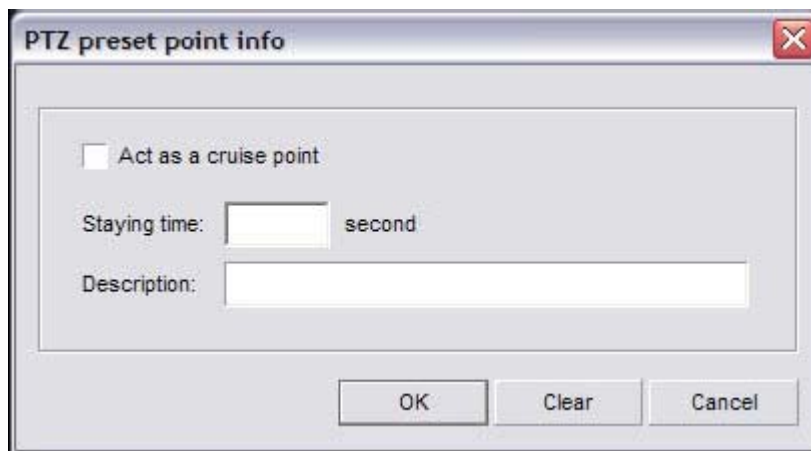 PTZ preset point info
Act as a cruise point
Staying time: second
Description:
OK Clear Cancel